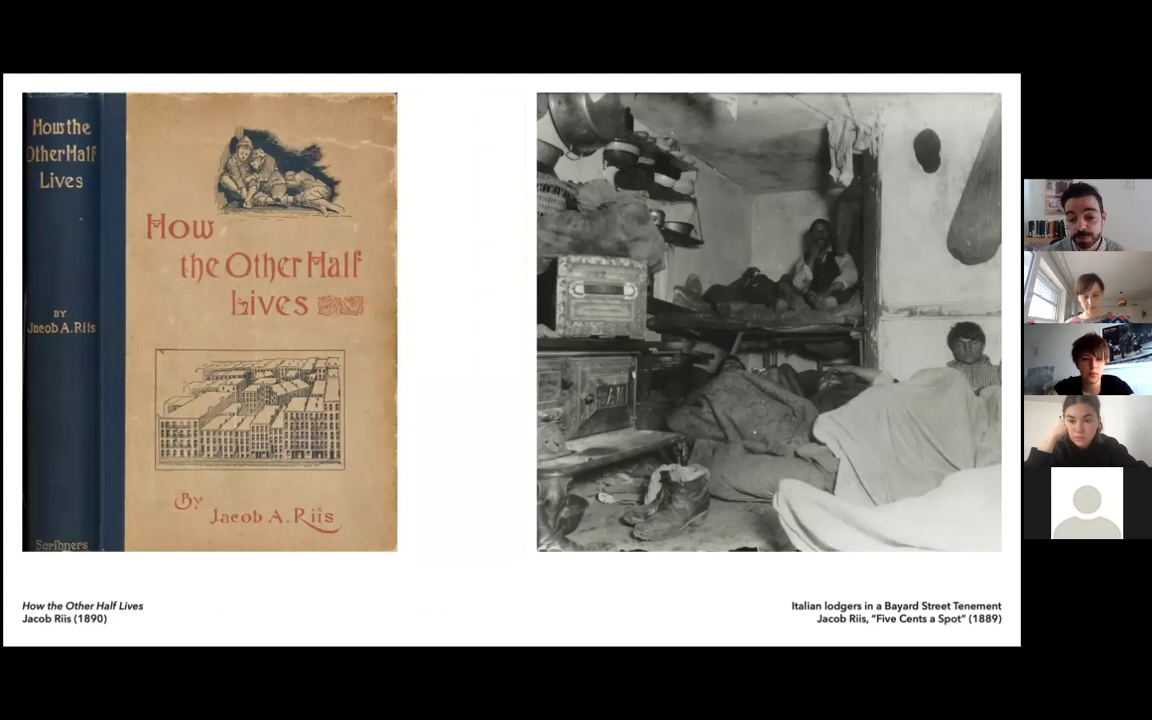 How the
Other Half
Lives
BY
Jacob A. Riis
Scribners
How
the Other Half
Lives
By
Jacob A. Riis
How the Other Half Lives
Jacob Riis (1890)
Italian lodgers in a Bayard Street Tenement
Jacob Riis, “Five Cents a Spot” (1889)